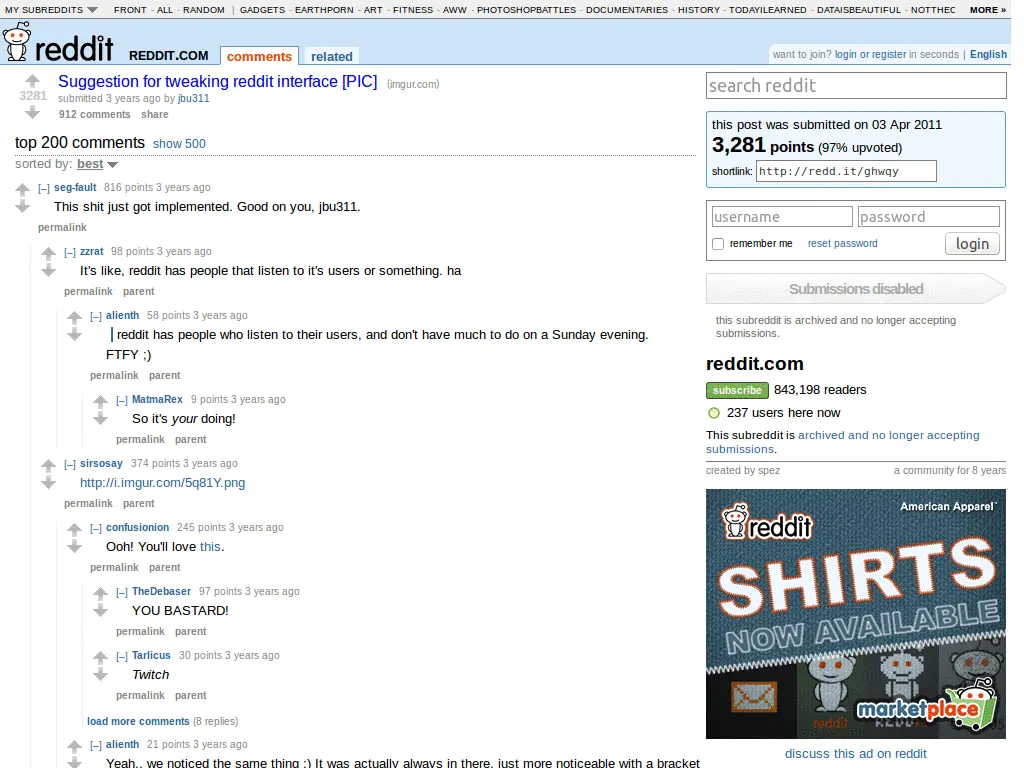 MY SUBREDDITS FRONT - ALL - RANDOM | GADGETS - EARTHPORN - ART - FITNESS - AWW - PHOTOSHOPBATTLES - DOCUMENTARIES - HISTORY - TODAYILEARNED - DATAISBEAUTIFUL - NOTTHEC MORE »
reddit REDDIT.COM comments related
want to join? login or register in seconds | English
3281
Suggestion for tweaking reddit interface [PIC] (imgur.com)
submitted 3 years ago by jbu311
912 comments share
top 200 comments show 500
sorted by: best
[–] seg-fault 816 points 3 years ago
This shit just got implemented. Good on you, jbu311.
permalink
[–] zzrat 98 points 3 years ago
It's like, reddit has people that listen to it's users or something. ha
permalink parent
[–] alienth 58 points 3 years ago
reddit has people who listen to their users, and don't have much to do on a Sunday evening.
FTFY ;)
permalink parent
[–] MatmaRex 9 points 3 years ago
So it's your doing!
permalink parent
[–] sirsosay 374 points 3 years ago
http://i.imgur.com/5q81Y.png
permalink parent
[–] confusionion 245 points 3 years ago
Ooh! You'll love this.
permalink parent
[–] TheDebaser 97 points 3 years ago
YOU BASTARD!
permalink parent
[–] Tarlicus 30 points 3 years ago
Twitch
permalink parent
load more comments (8 replies)
[–] alienth 21 points 3 years ago
Yeah.. we noticed the same thing :) It was actually always in there, just more noticeable with a bracket
search reddit
this post was submitted on 03 Apr 2011
3,281 points (97% upvoted)
shortlink: http://redd.it/ghwqy
username password
remember me reset password login
Submissions disabled
this subreddit is archived and no longer accepting
submissions.
reddit.com
subscribe 843,198 readers
237 users here now
This subreddit is archived and no longer accepting
submissions.
created by spez a community for 8 years
American Apparel
reddit
SHIRTS
NOW AVAILABLE
reddit
marketplace
discuss this ad on reddit